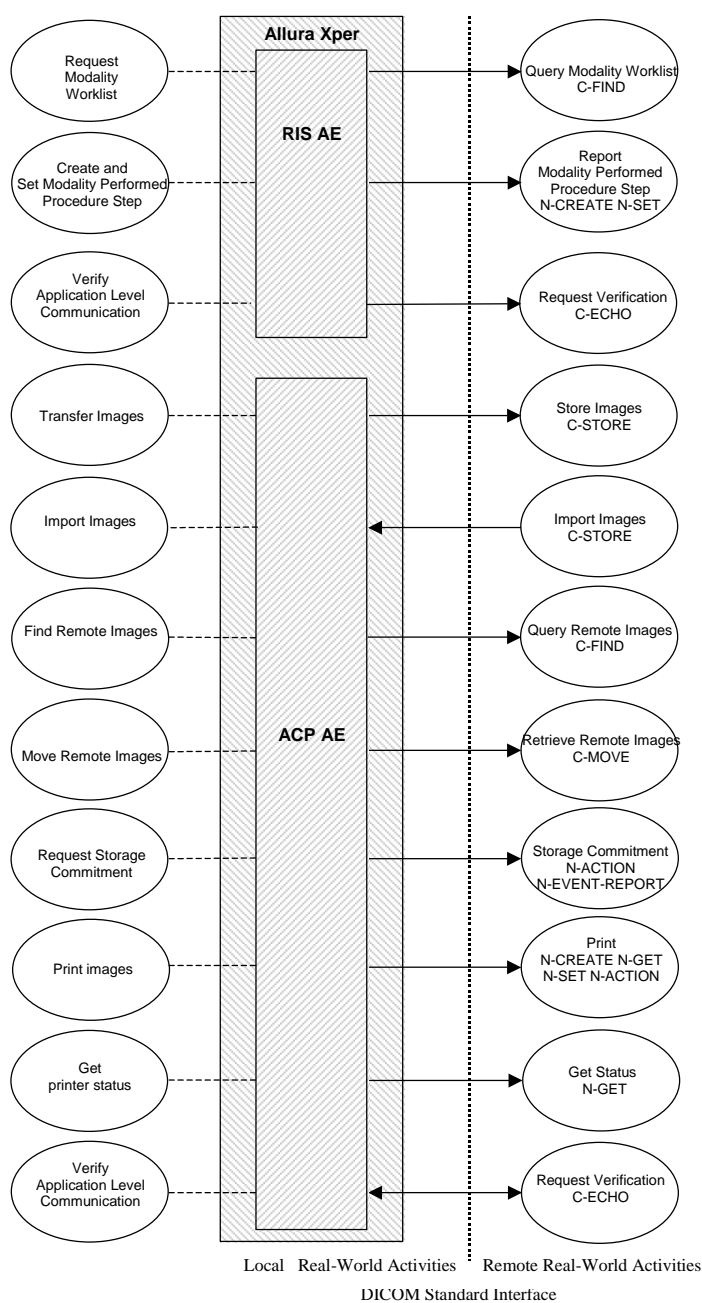 Allura Xper
Request
Modality
Worklist
RIS AE
Query Modality Worklist
C-FIND
Create and
Set Modality Performed
Procedure Step
Report
Modality Performed
Procedure Step
N-CREATE N-SET
Verify
Application Level
Communication
Request Verification
C-ECHO
Transfer Images
Store Images
C-STORE
Import Images
Import Images
C-STORE
Find Remote Images
Query Remote Images
C-FIND
ACP AE
Move Remote Images
Retrieve Remote Images
C-MOVE
Request Storage
Commitment
Storage Commitment
N-ACTION
N-EVENT-REPORT
Print images
Print
N-CREATE N-GET
N-SET N-ACTION
Get
printer status
Get Status
N-GET
Verify
Application Level
Communication
Request Verification
C-ECHO
Local Real-World Activities
Remote Real-World Activities
DICOM Standard Interface